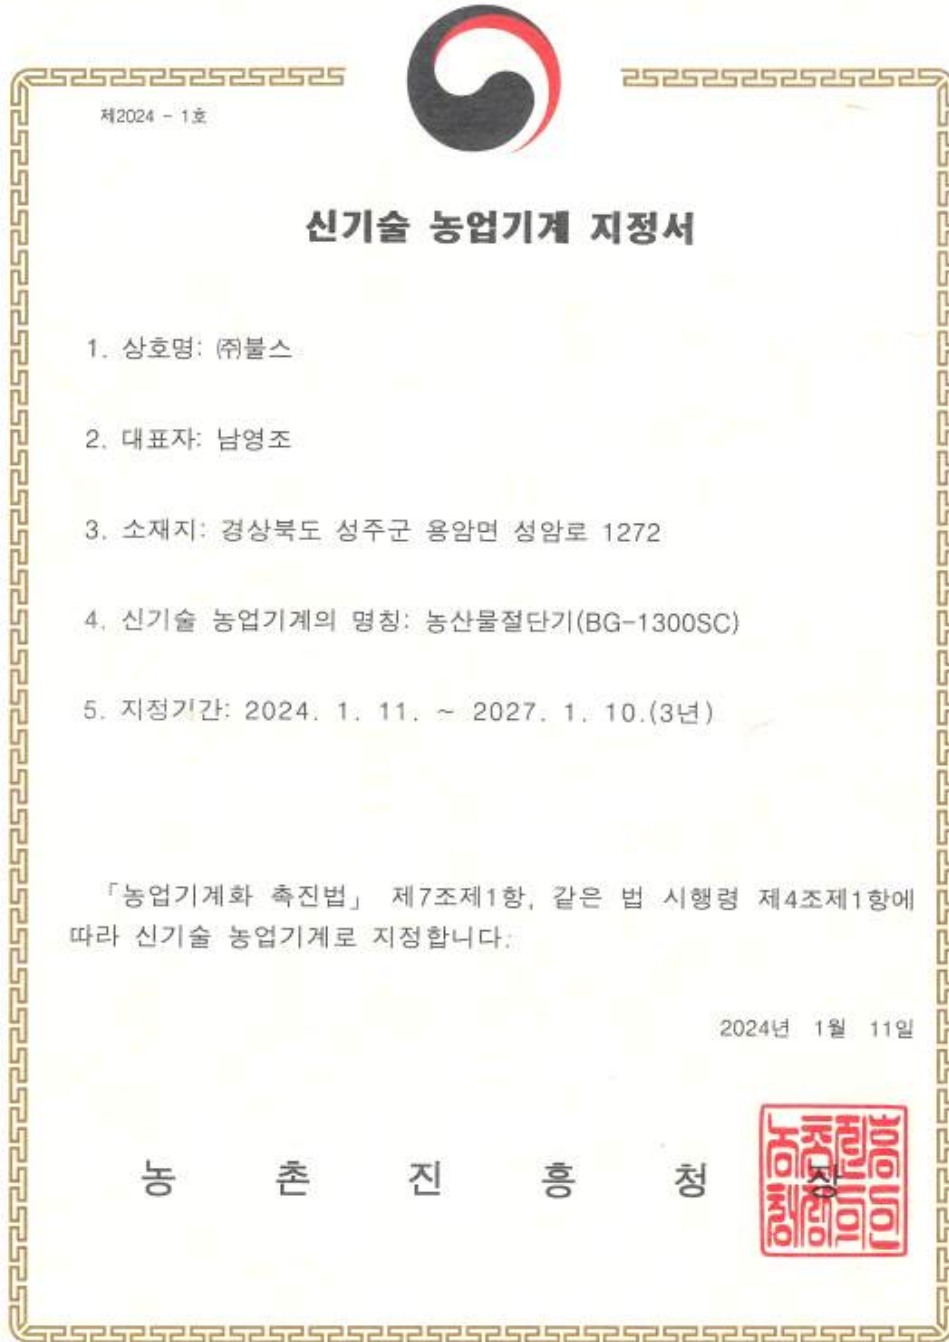 제2024 - 1호
신기술 농업기계 지정서
1. 상호명: ㈜불스
2. 대표자: 남영조
3. 소재지: 경상북도 성주군 용암면 성암로 1272
4. 신기술 농업기계의 명칭: 농산물절단기(BG-1300SC)
5. 지정기간: 2024. 1. 11. ~ 2027. 1. 10.(3년)
「농업기계화 촉진법」 제7조제1항, 같은 법 시행령 제4조제1항에
따라 신기술 농업기계로 지정합니다.
2024년 1월 11일
농 촌 진 흥 청 장